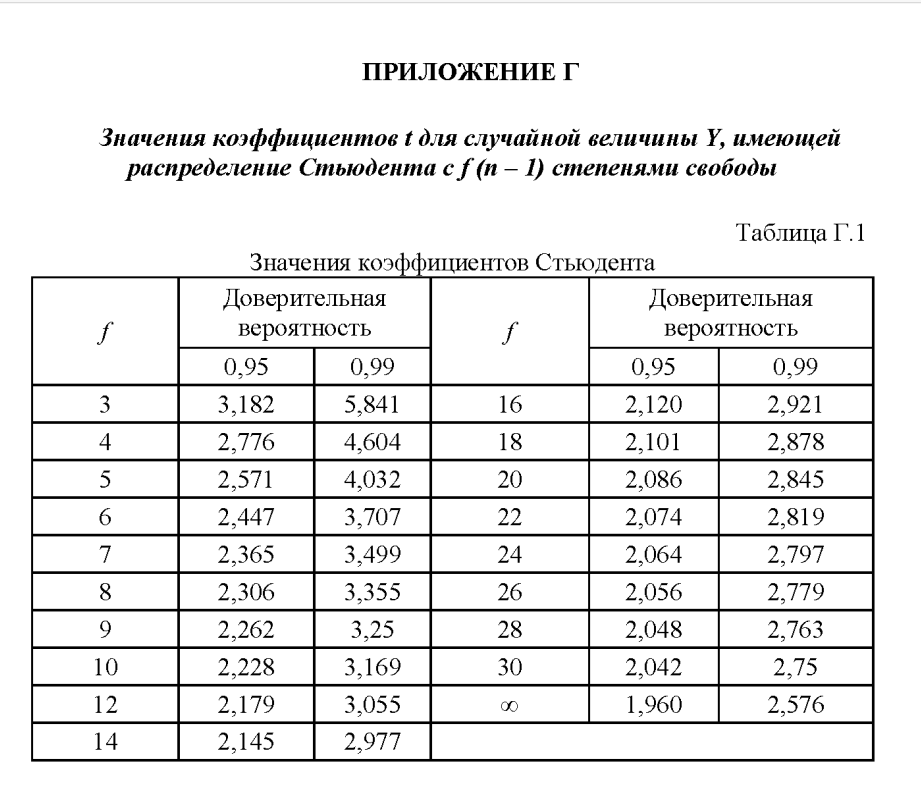 ПРИЛОЖЕНИЕ Г
Значения коэффициентов t для случайной величины Y, имеющей
распределение Стьюдента с f (n – 1) степенями свободы
Таблица Г.1
Значения коэффициентов Стьюдента
f Доверительная вероятность f Доверительная вероятность
0,95 0,99 0,95 0,99
3 3,182 5,841 16 2,120 2,921
4 2,776 4,604 18 2,101 2,878
5 2,571 4,032 20 2,086 2,845
6 2,447 3,707 22 2,074 2,819
7 2,365 3,499 24 2,064 2,797
8 2,306 3,355 26 2,056 2,779
9 2,262 3,25 28 2,048 2,763
10 2,228 3,169 30 2,042 2,75
12 2,179 3,055 ∞ 1,960 2,576
14 2,145 2,977